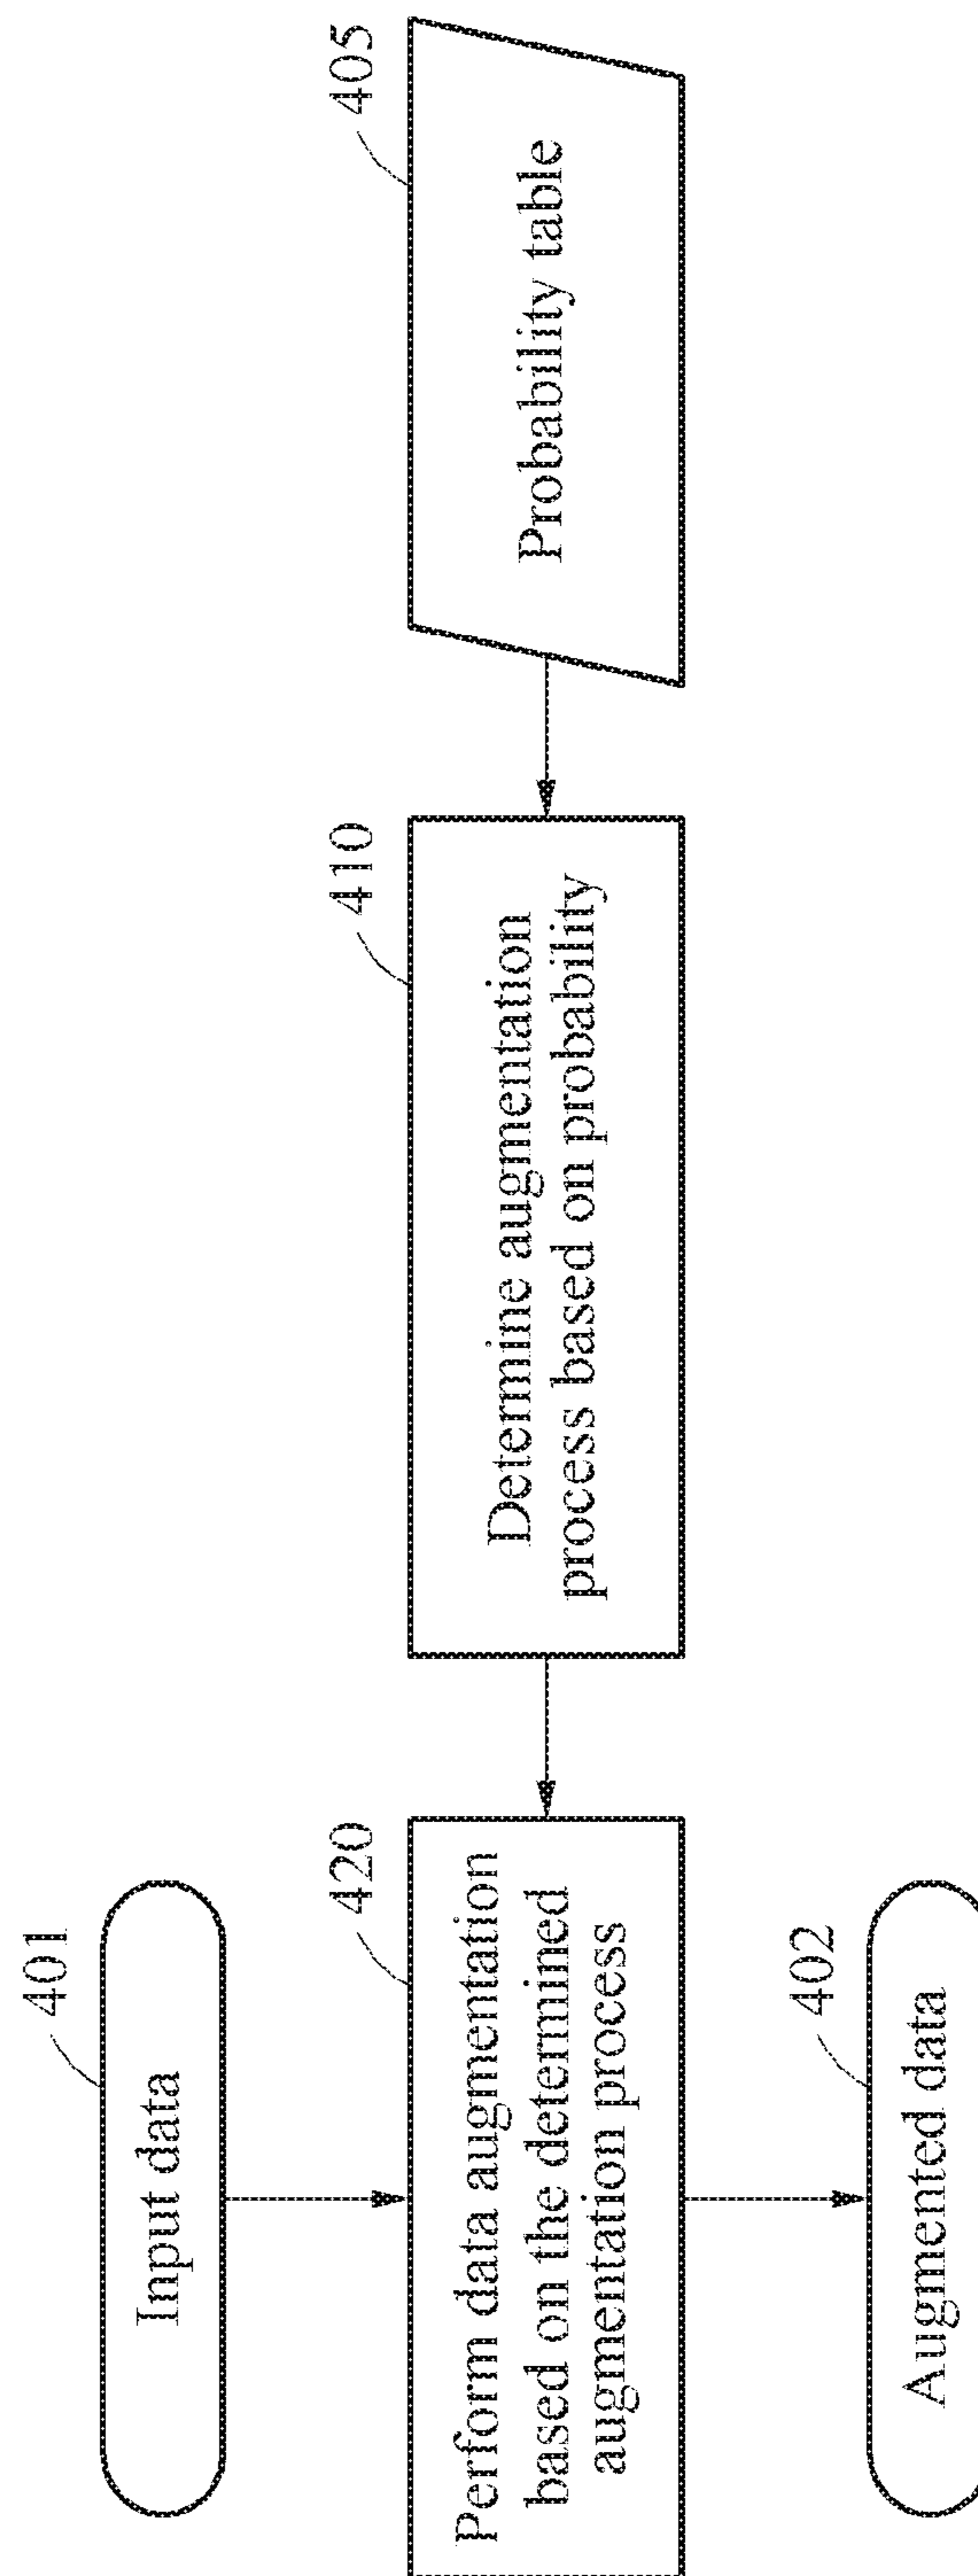 401
Input data
420
Perform data augmentation
based on the determined
augmentation process
410
Determine augmentation
process based on probability
405
Probability table
402
Augmented data